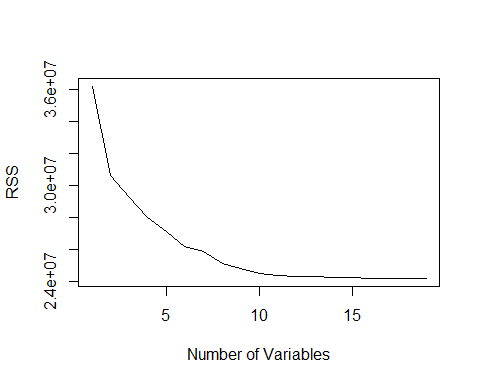 RSS
3.6e+07
3.0e+07
2.4e+07
5 10 15
Number of Variables